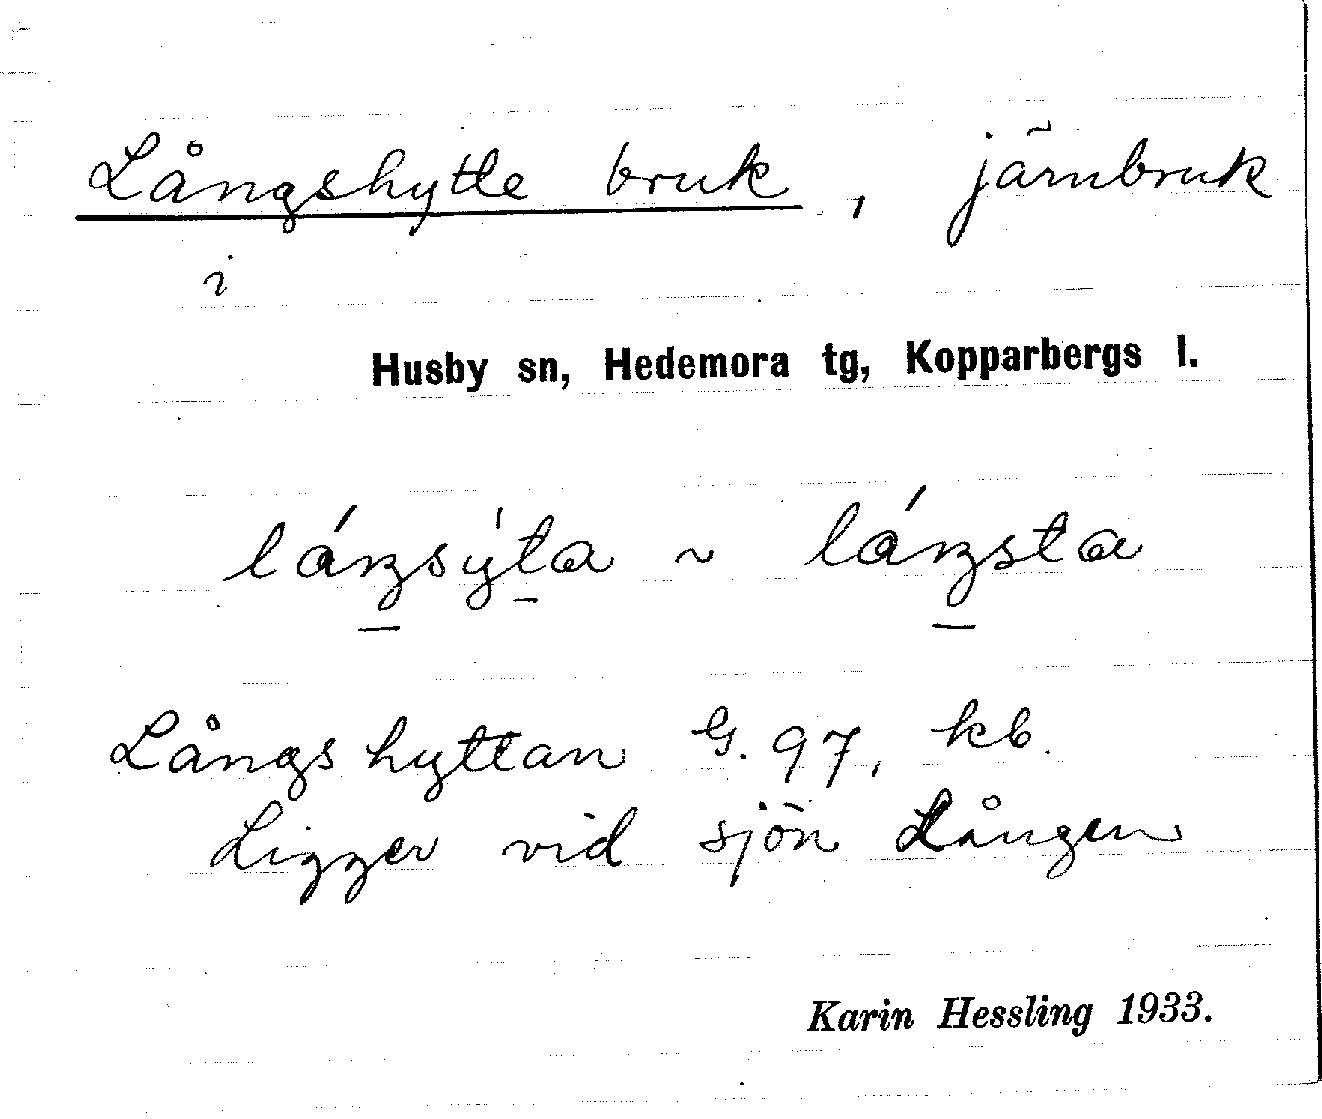 Långshytte bruk, järnbruk
i
Husby sn, Hedemora tg, Kopparbergs l.
láŋsýta ~ láŋsta
Långshyttan G. 97, kb.
Ligger vid sjön Lången
Karin Hessling 1933.